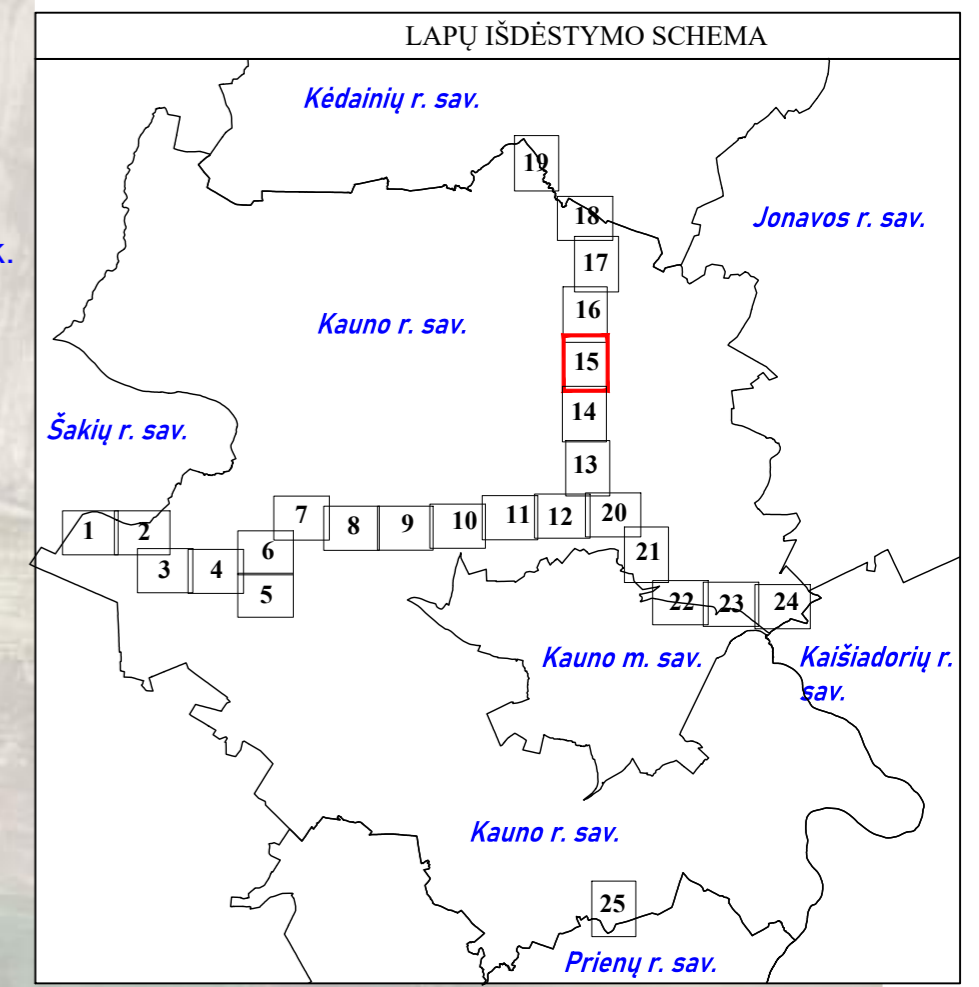 LAPŲ IŠDĖSTYMO SCHEMA
Kėdainių r. sav.
19
18
Jonavos r. sav.
K.
17
16
Kauno r. sav.
15
14
Šakių r. sav.
13
7
8
9
10
11
12
20
1
2
6
21
3
4
5
22
23
24
Kauno m. sav.
Kaišiadorių r.
sav.
Kauno r. sav.
25
Prienų r. sav.